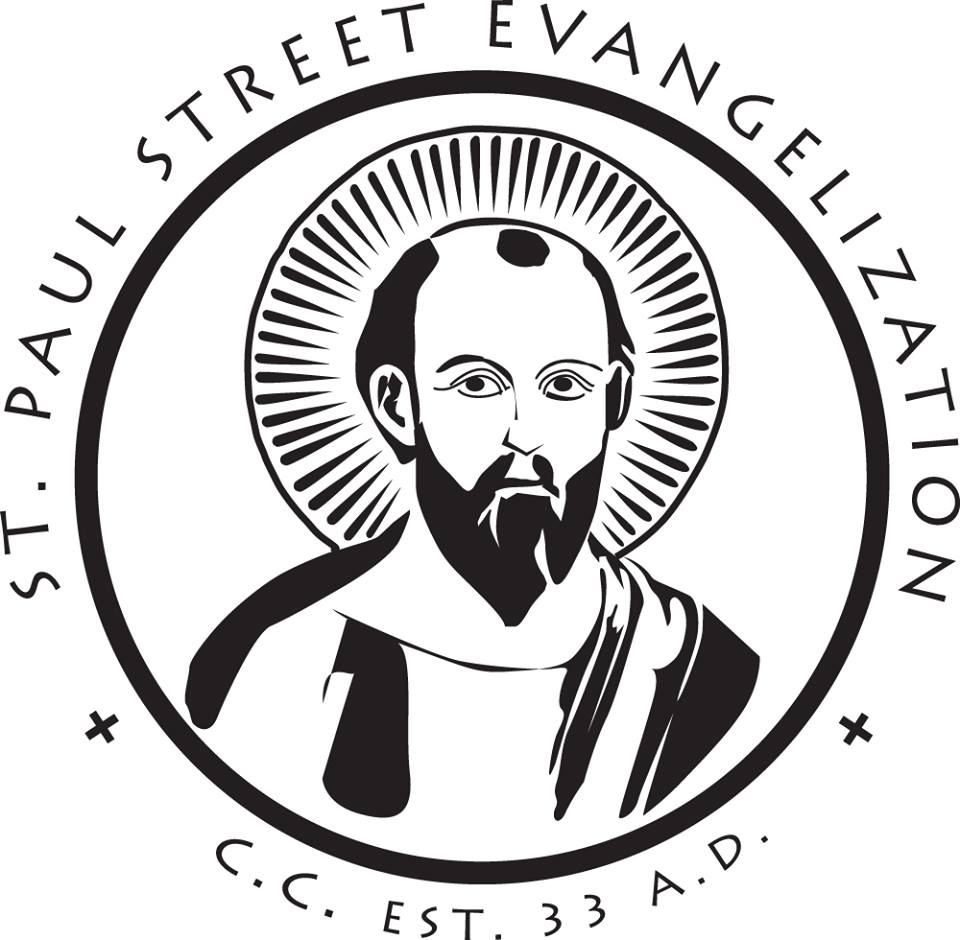 ST. PAUL STREET EVANGELIZATION
C.C. EST. 33 A.D.